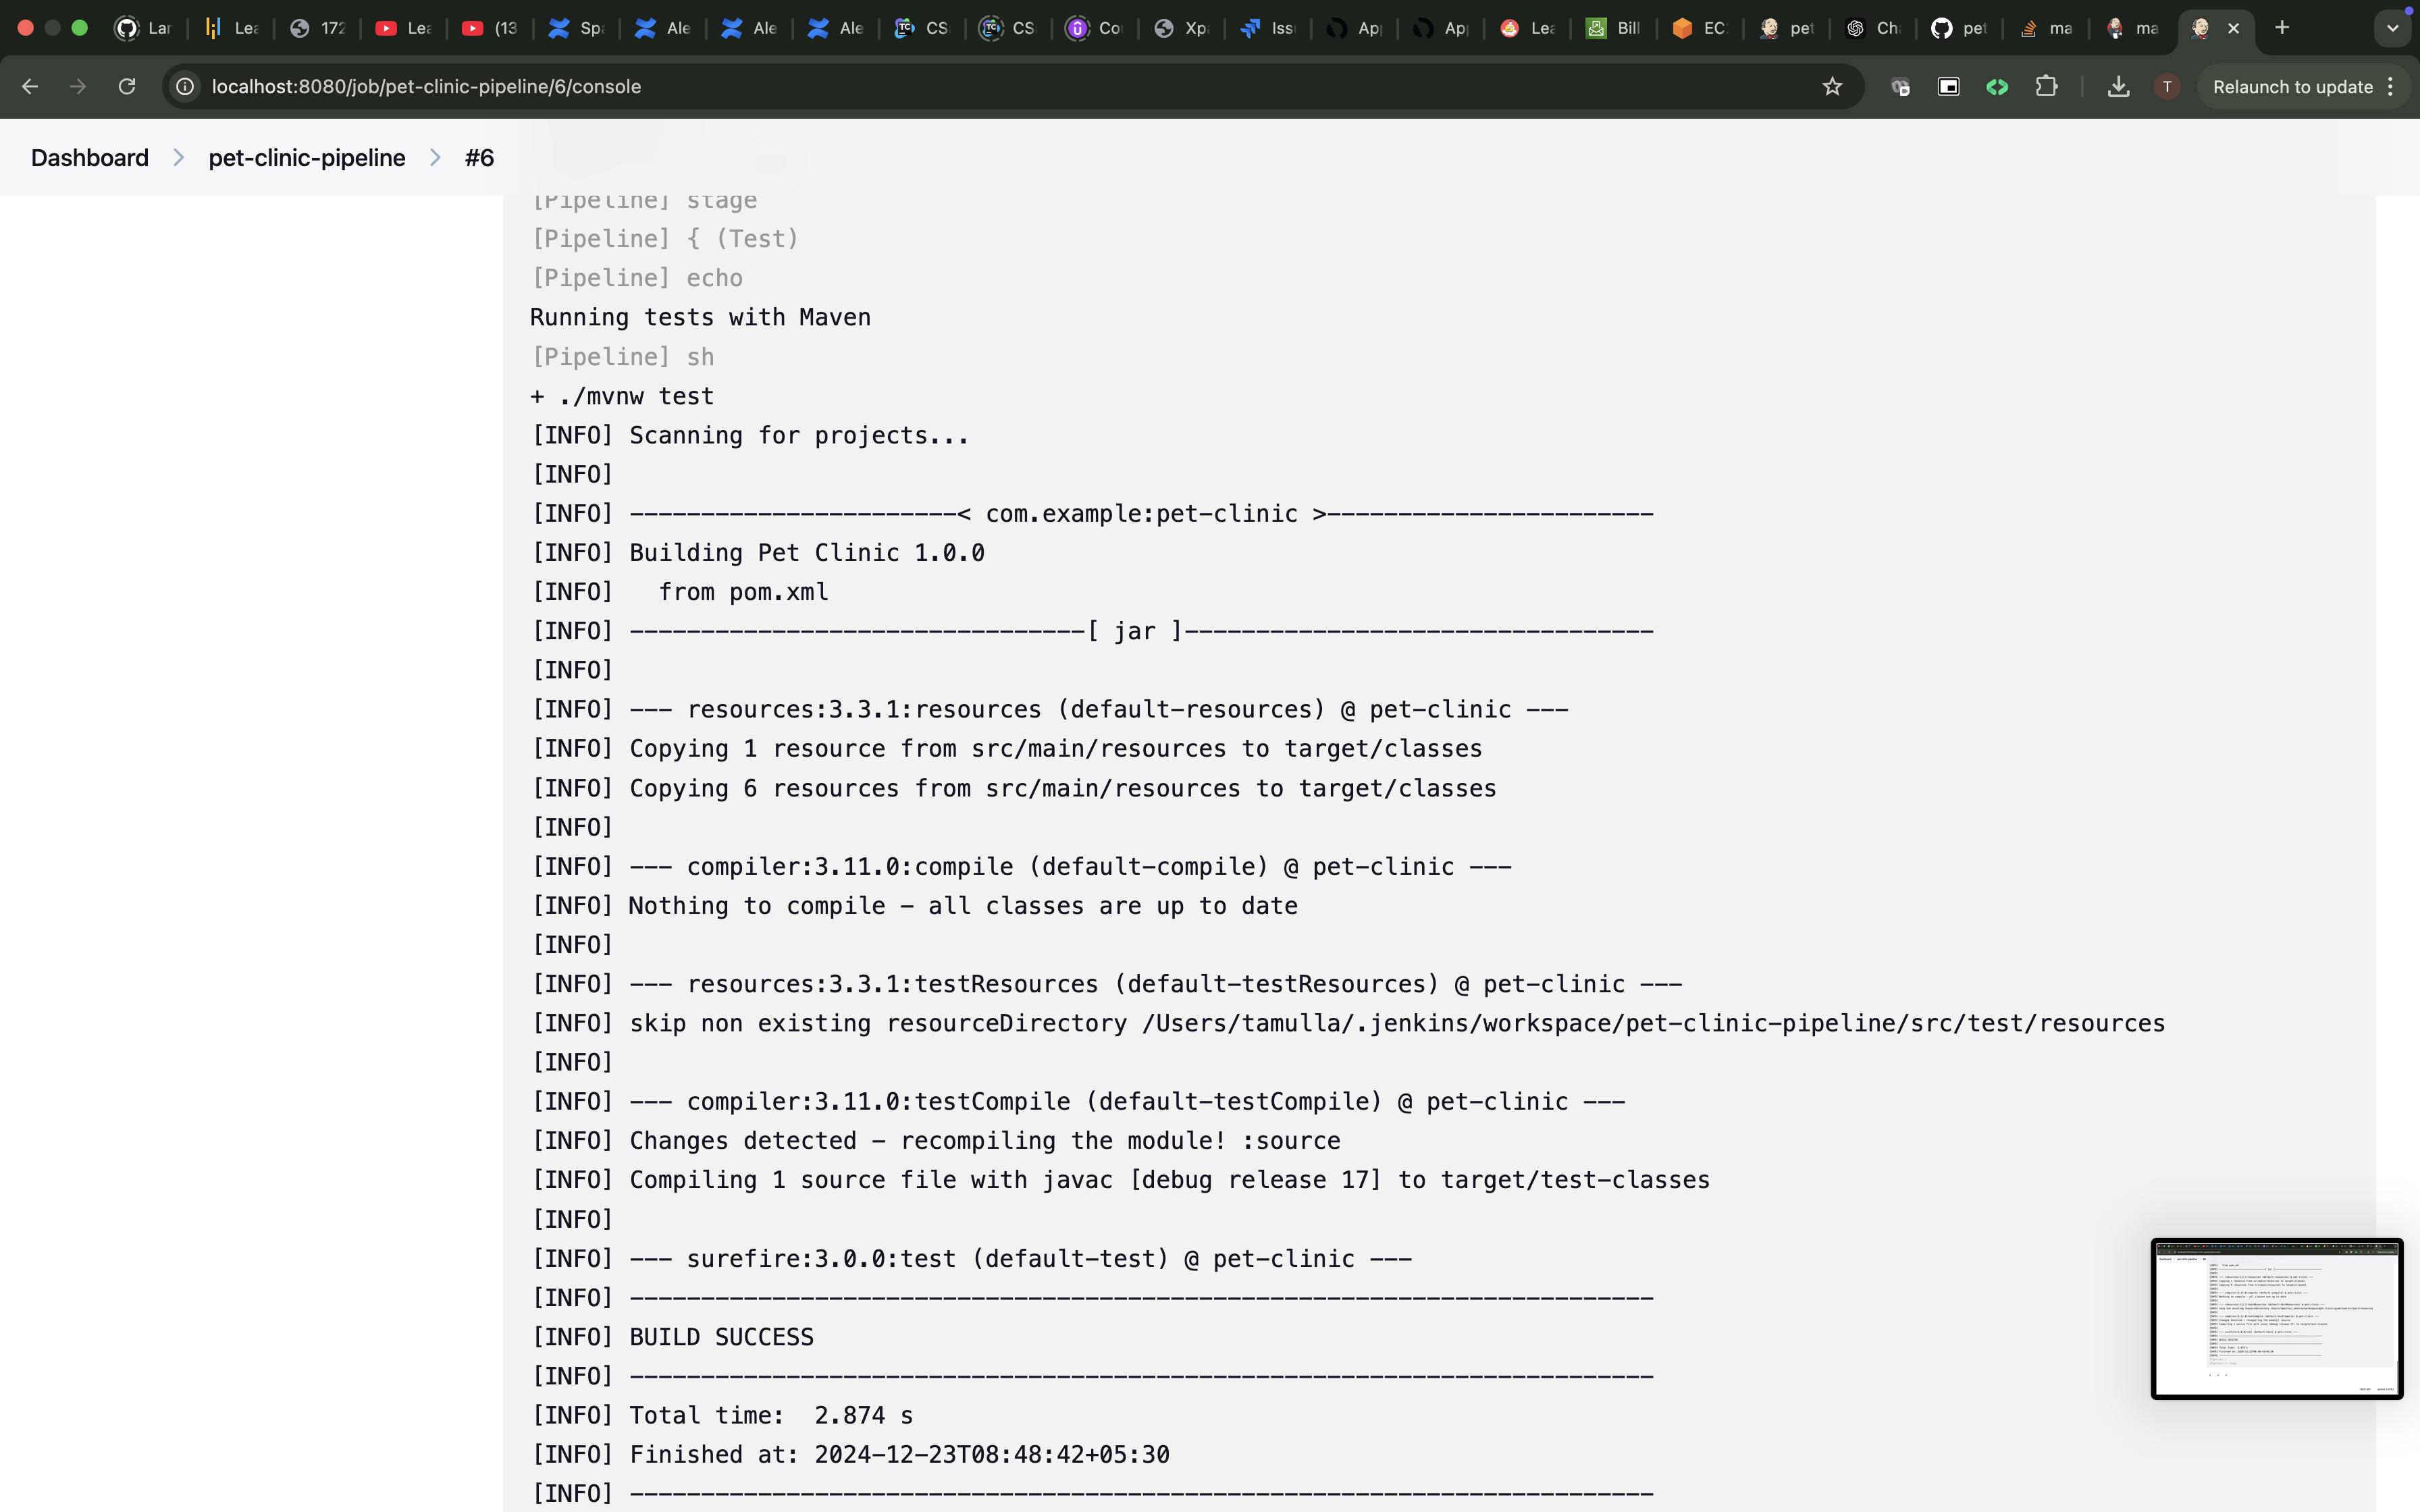 Lar
Lea
172
Lea
(13
Sp
Ale
Ale
Ale
CS
CS
Co
Xp
Iss
Ap
Ap
Lea
Bill
EC
pet
Ch
pet
ma
ma
localhost:8080/job/pet-clinic-pipeline/6/console
T
Relaunch to update
Dashboard > pet-clinic-pipeline > #6
[Pipeline] stage
[Pipeline] { (Test)
[Pipeline] echo
Running tests with Maven
[Pipeline] sh
+ ./mvnw test
[INFO] Scanning for projects...
[INFO]
[INFO] -----------------------< com.example:pet-clinic >-----------------------
[INFO] Building Pet Clinic 1.0.0
[INFO]   from pom.xml
[INFO] --------------------------------[ jar ]---------------------------------
[INFO]
[INFO] --- resources:3.3.1:resources (default-resources) @ pet-clinic ---
[INFO] Copying 1 resource from src/main/resources to target/classes
[INFO] Copying 6 resources from src/main/resources to target/classes
[INFO]
[INFO] --- compiler:3.11.0:compile (default-compile) @ pet-clinic ---
[INFO] Nothing to compile - all classes are up to date
[INFO]
[INFO] --- resources:3.3.1:testResources (default-testResources) @ pet-clinic ---
[INFO] skip non existing resourceDirectory /Users/tamulla/.jenkins/workspace/pet-clinic-pipeline/src/test/resources
[INFO]
[INFO] --- compiler:3.11.0:testCompile (default-testCompile) @ pet-clinic ---
[INFO] Changes detected - recompiling the module! :source
[INFO] Compiling 1 source file with javac [debug release 17] to target/test-classes
[INFO]
[INFO] --- surefire:3.0.0:test (default-test) @ pet-clinic ---
[INFO] ------------------------------------------------------------------------
[INFO] BUILD SUCCESS
[INFO] ------------------------------------------------------------------------
[INFO] Total time:  2.874 s
[INFO] Finished at: 2024-12-23T08:48:42+05:30
[INFO] ------------------------------------------------------------------------